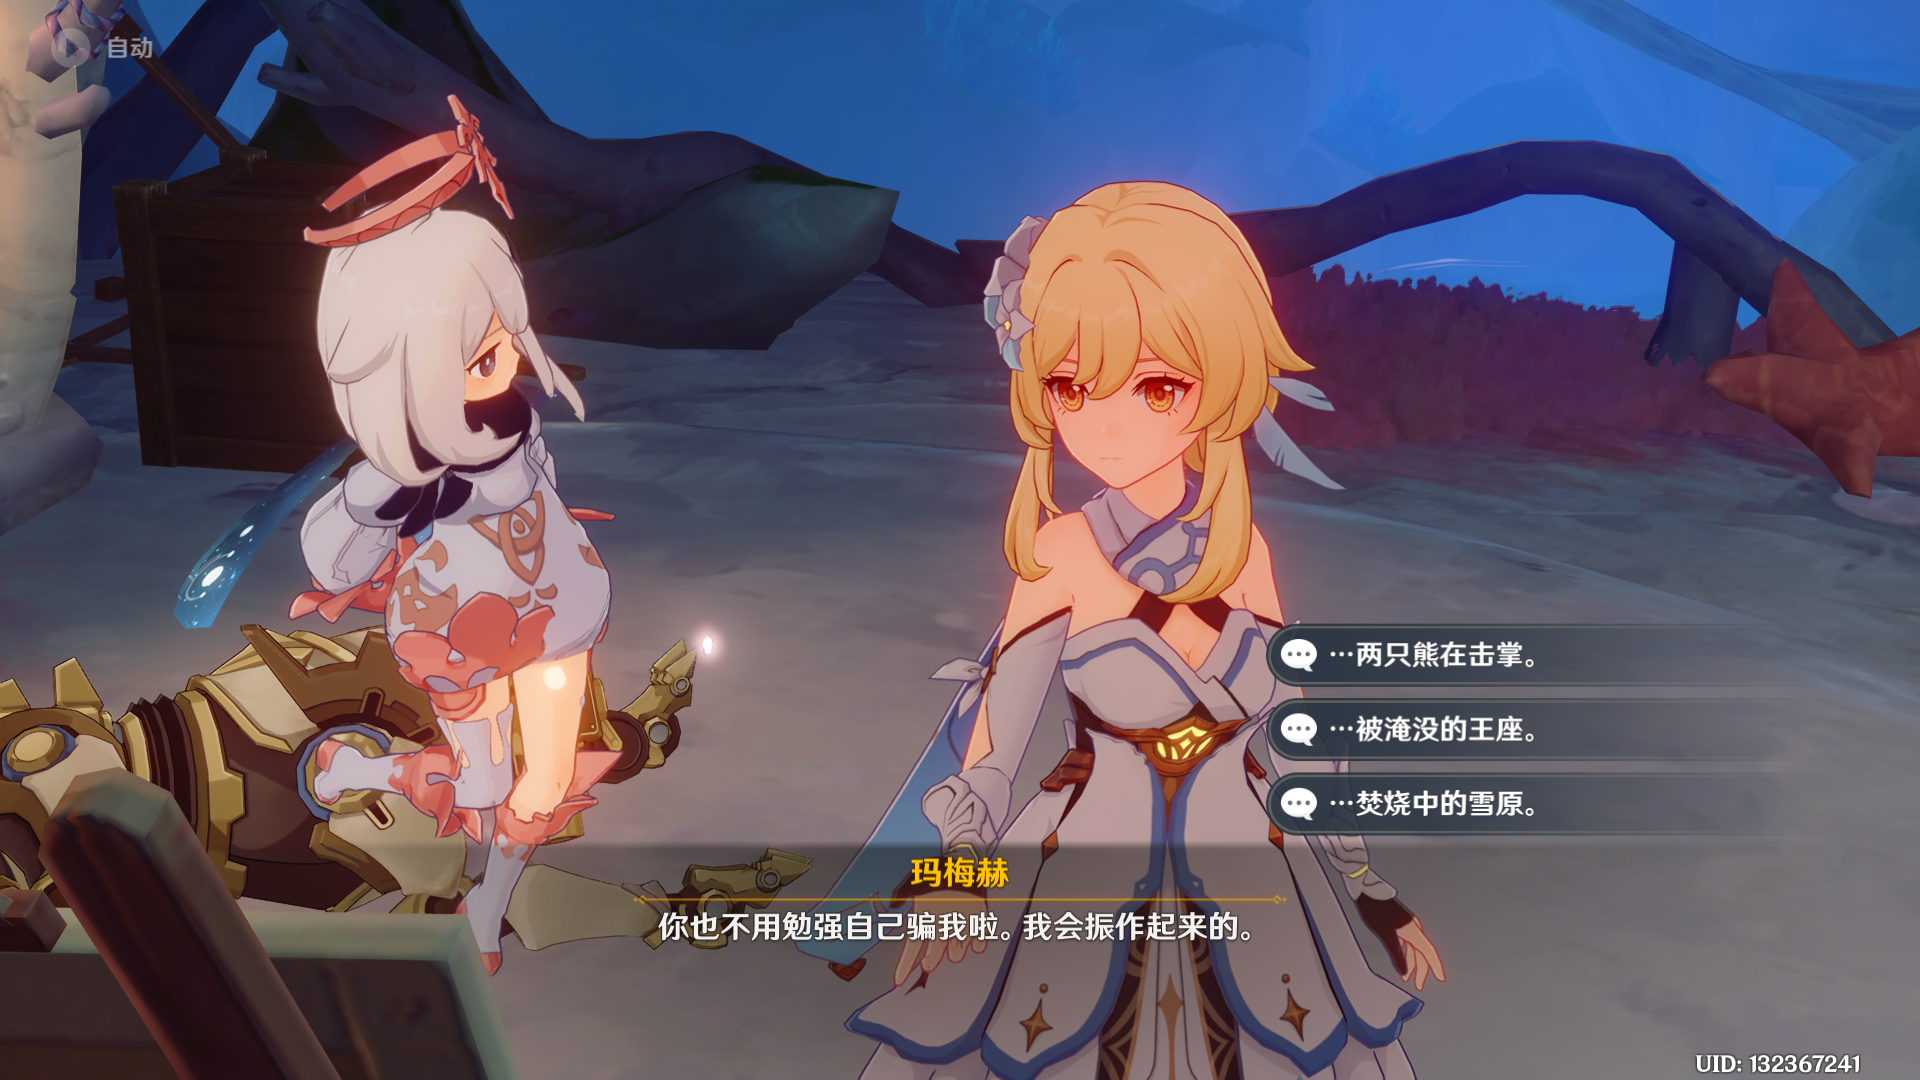 自动
…两只熊在击掌。
…被淹没的王座。
…焚烧中的雪原。
玛梅赫
你也不用勉强自己骗我啦。我会振作起来的。
UID: 132367241